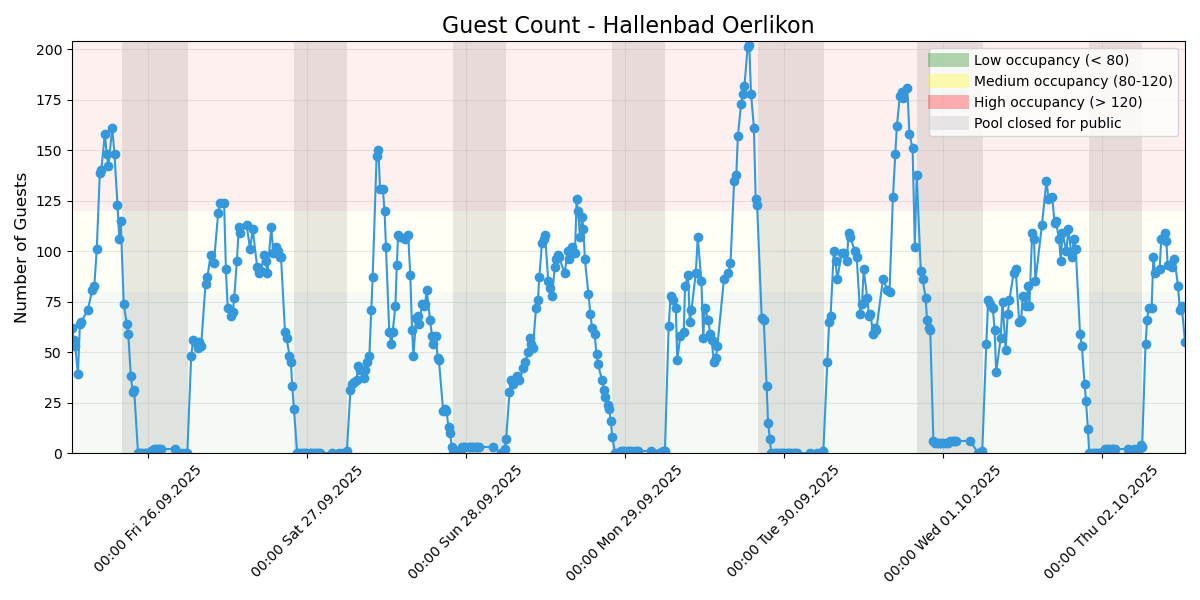 Guest Count - Hallenbad Oerlikon
Number of Guests
200
175
150
125
100
75
50
25
0
Low occupancy (< 80)
Medium occupancy (80-120)
High occupancy (> 120)
Pool closed for public
00:00 Fri 26.09.2025
00:00 Sat 27.09.2025
00:00 Sun 28.09.2025
00:00 Mon 29.09.2025
00:00 Tue 30.09.2025
00:00 Wed 01.10.2025
00:00 Thu 02.10.2025